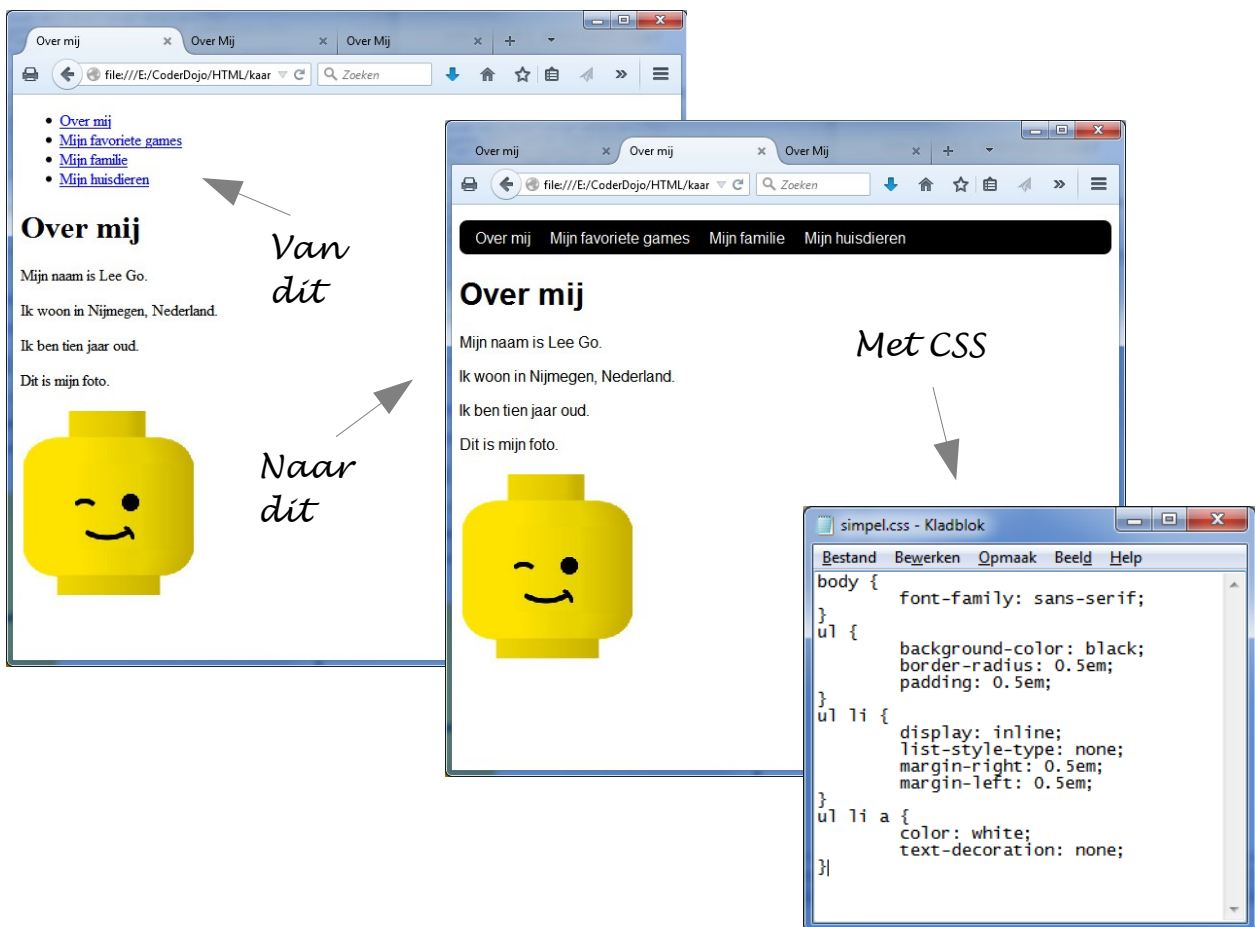 Over mij
Over Mij
Over Mij
file:///E:/CoderDojo/HTML/kaar
Zoeken
Over mij
Mijn favoriete games
Mijn familie
Mijn huisdieren
Over mij
Mijn naam is Lee Go.
Ik woon in Nijmegen, Nederland.
Ik ben tien jaar oud.
Dit is mijn foto.
Van
dit
Naar
dit
Over mij
Over mij
Over Mij
file:///E:/CoderDojo/HTML/kaar
Zoeken
Over mij Mijn favoriete games Mijn familie Mijn huisdieren
Over mij
Mijn naam is Lee Go.
Ik woon in Nijmegen, Nederland.
Ik ben tien jaar oud.
Dit is mijn foto.
Met CSS
simpel.css - Kladblok
Bestand Bewerken Opmaak Beeld Help
body {
font-family: sans-serif;
}
ul {
background-color: black;
border-radius: 0.5em;
padding: 0.5em;
}
ul li {
display: inline;
list-style-type: none;
margin-right: 0.5em;
margin-left: 0.5em;
}
ul li a {
color: white;
text-decoration: none;
}